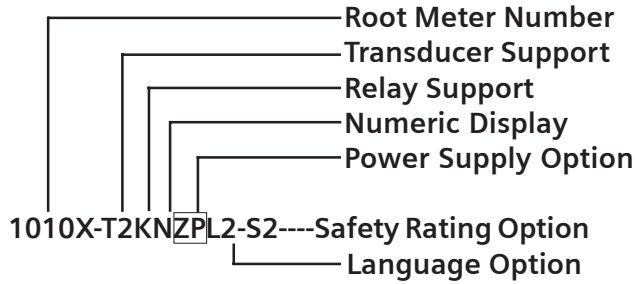 Root Meter Number
Transducer Support
Relay Support
Numeric Display
Power Supply Option
1010X-T2KNZPL2-S2----Safety Rating Option
Language Option